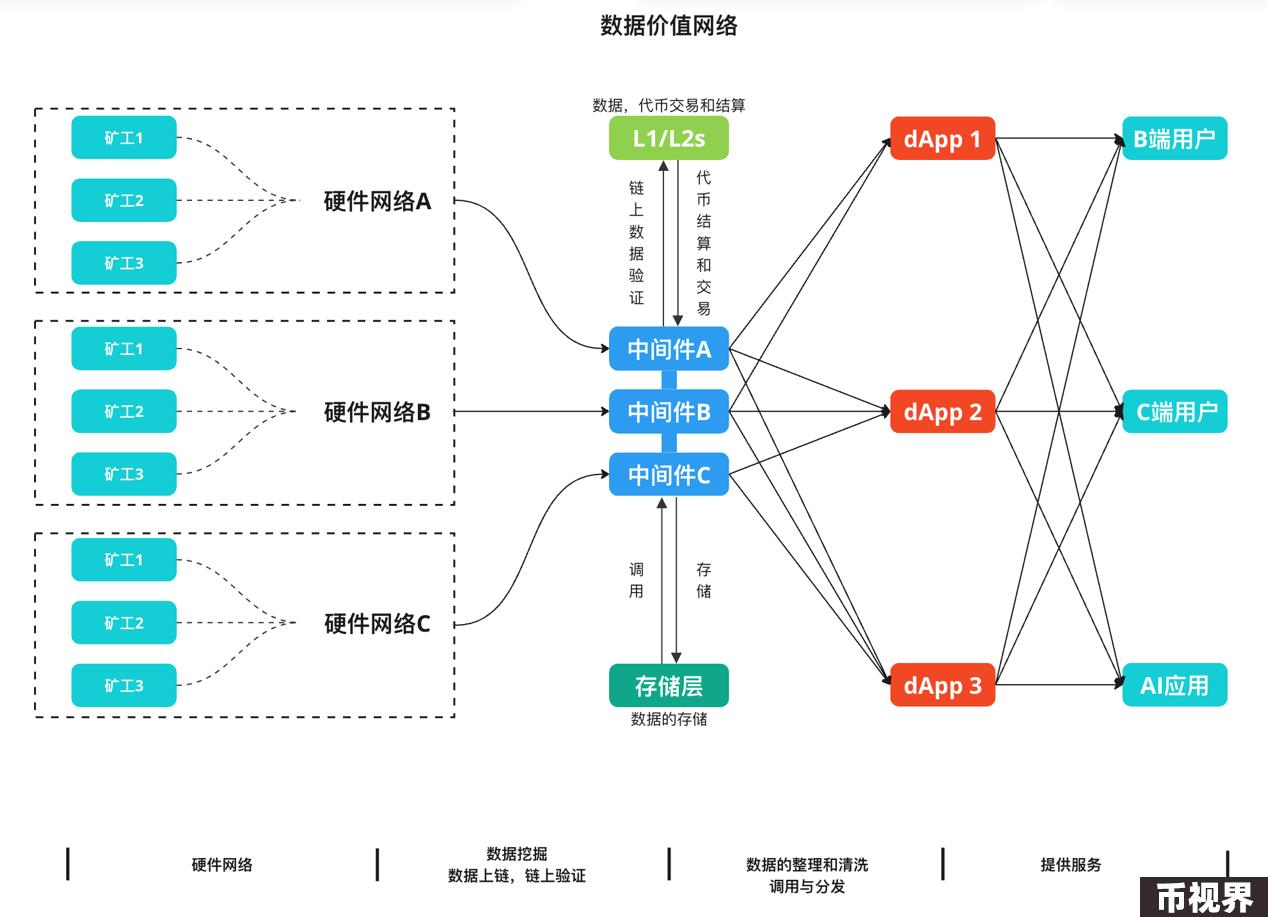 数据价值网络
矿工1
矿工2
矿工3
硬件网络A
矿工1
矿工2
矿工3
硬件网络B
矿工1
矿工2
矿工3
硬件网络C
数据，代币交易和结算
L1/L2s
链上数据验证
代币结算和交易
中间件A
中间件B
中间件C
调用
存储
存储层
数据的存储
dApp 1
dApp 2
dApp 3
B端用户
C端用户
AI应用
硬件网络
数据挖掘
数据上链，链上验证
数据的整理和清洗
调用与分发
提供服务
币视界